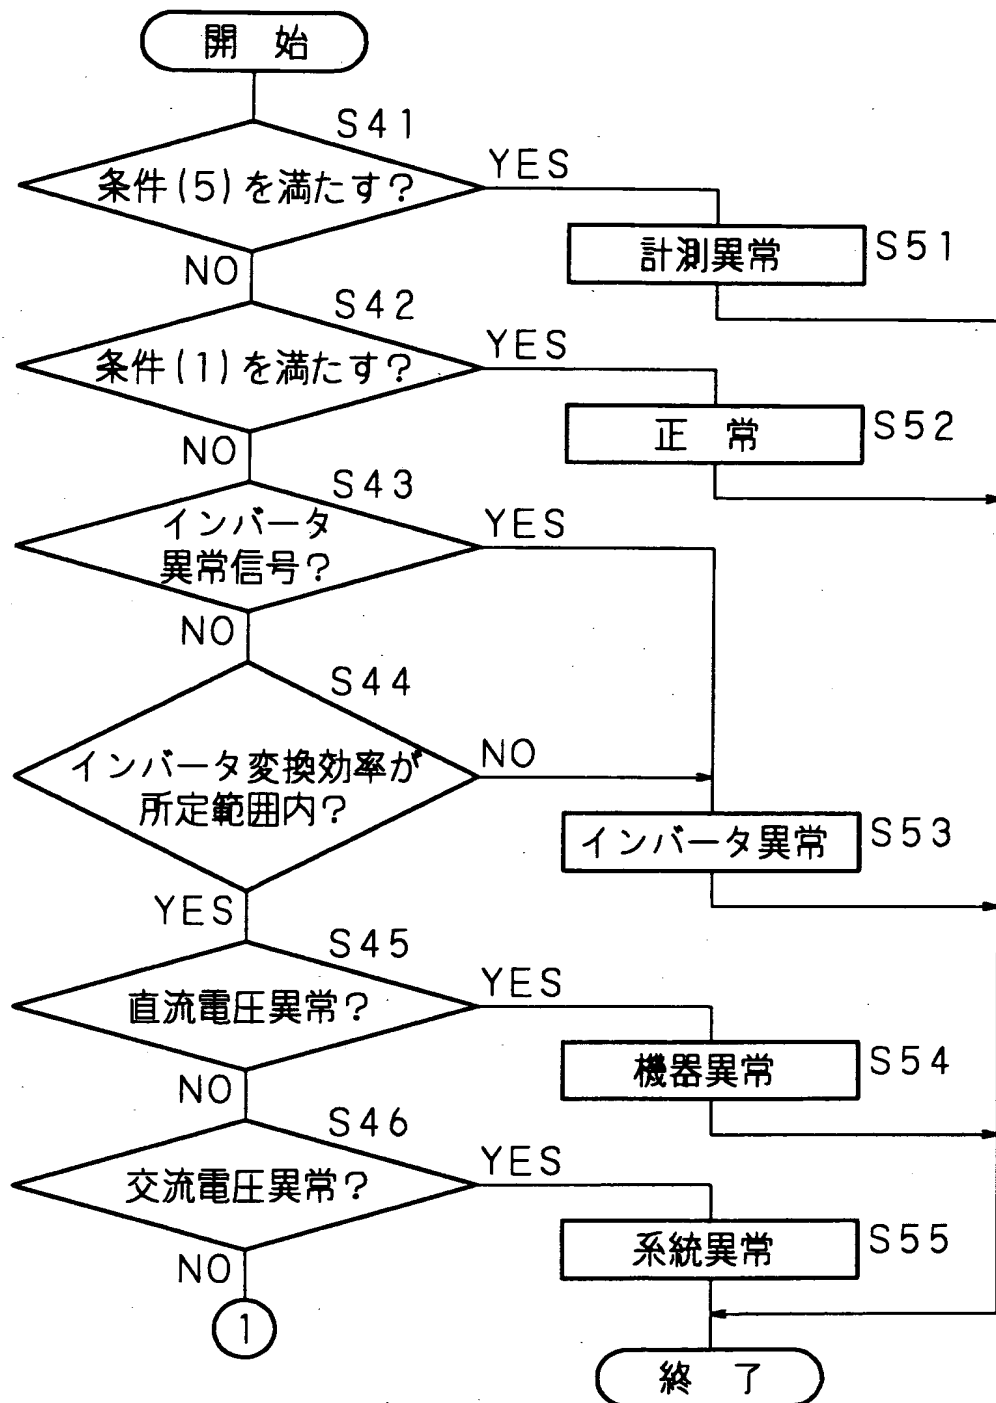 開 始
S41
条件(5)を満たす?
YES
計測異常
S51
NO
S42
条件(1)を満たす?
YES
正 常
S52
NO
S43
インバータ
異常信号?
YES
NO
S44
インバータ変換効率が
所定範囲内?
NO
インバータ異常
S53
YES
S45
直流電圧異常?
YES
機器異常
S54
NO
S46
交流電圧異常?
YES
系統異常
S55
NO
1
終 了